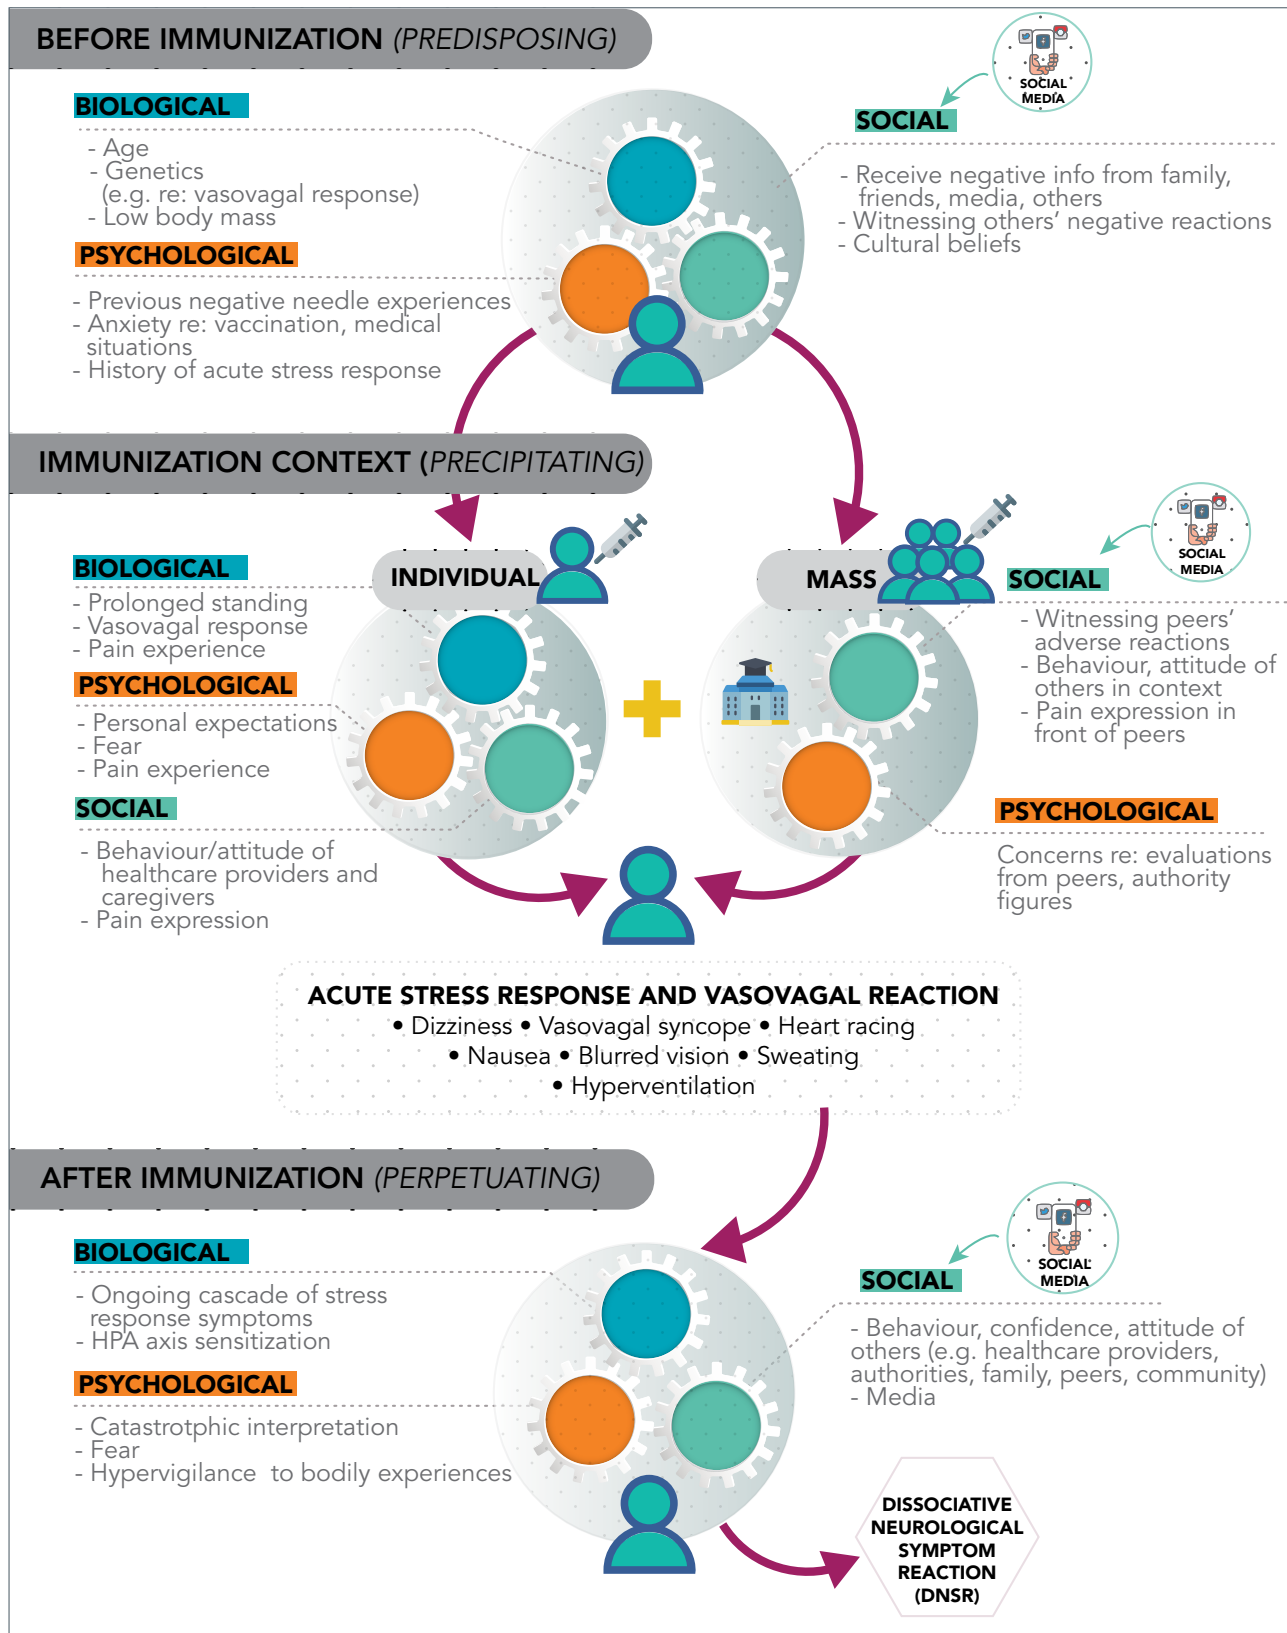 BEFORE IMMUNIZATION (PREDISPOSING)
SOCIAL
MEDIA
BIOLOGICAL
- Age
- Genetics
(e.g. re: vasovagal response)
- Low body mass
PSYCHOLOGICAL
- Previous negative needle experiences
- Anxiety re: vaccination, medical
situations
- History of acute stress response
SOCIAL
- Receive negative info from family,
friends, media, others
- Witnessing others' negative reactions
- Cultural beliefs
IMMUNIZATION CONTEXT (PRECIPITATING)
INDIVIDUAL
BIOLOGICAL
- Prolonged standing
- Vasovagal response
- Pain experience
PSYCHOLOGICAL
- Personal expectations
- Fear
- Pain experience
SOCIAL
- Behaviour/attitude of
healthcare providers and
caregivers
- Pain expression
MASS
SOCIAL
MEDIA
SOCIAL
- Witnessing peers'
adverse reactions
- Behaviour, attitude of
others in context
- Pain expression in
front of peers
PSYCHOLOGICAL
Concerns re: evaluations
from peers, authority
figures
ACUTE STRESS RESPONSE AND VASOVAGAL REACTION
• Dizziness • Vasovagal syncope • Heart racing
• Nausea • Blurred vision • Sweating
• Hyperventilation
AFTER IMMUNIZATION (PERPETUATING)
BIOLOGICAL
- Ongoing cascade of stress
response symptoms
- HPA axis sensitization
PSYCHOLOGICAL
- Catastrotphic interpretation
- Fear
- Hypervigilance to bodily experiences
SOCIAL
MEDIA
SOCIAL
- Behaviour, confidence, attitude of
others (e.g. healthcare providers,
authorities, family, peers, community)
- Media
DISSOCIATIVE
NEUROLOGICAL
SYMPTOM
REACTION
(DNSR)